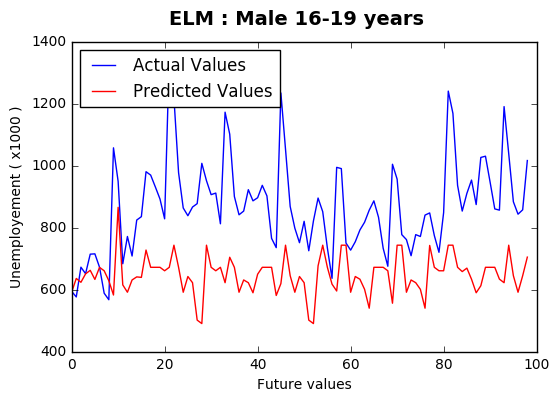 ELM : Male 16-19 years
1400
1200
1000
800
600
400
Unemployement ( x1000 )
Actual Values
Predicted Values
0 20 40 60 80 100
Future values